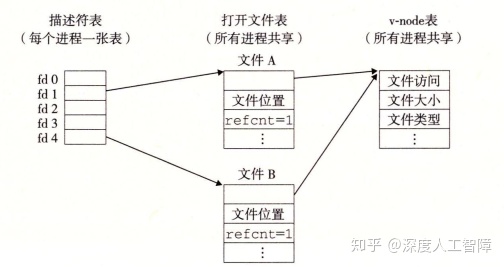 描述符表
（每个进程一张表）
打开文件表
（所有进程共享）
v-node表
（所有进程共享）
文件 A
fd 0
fd 1
fd 2
fd 3
fd 4
文件位置
refcnt=1
⋮
文件访问
文件大小
文件类型
⋮
文件 B
文件位置
refcnt=1
⋮
知乎 @深度人工智障